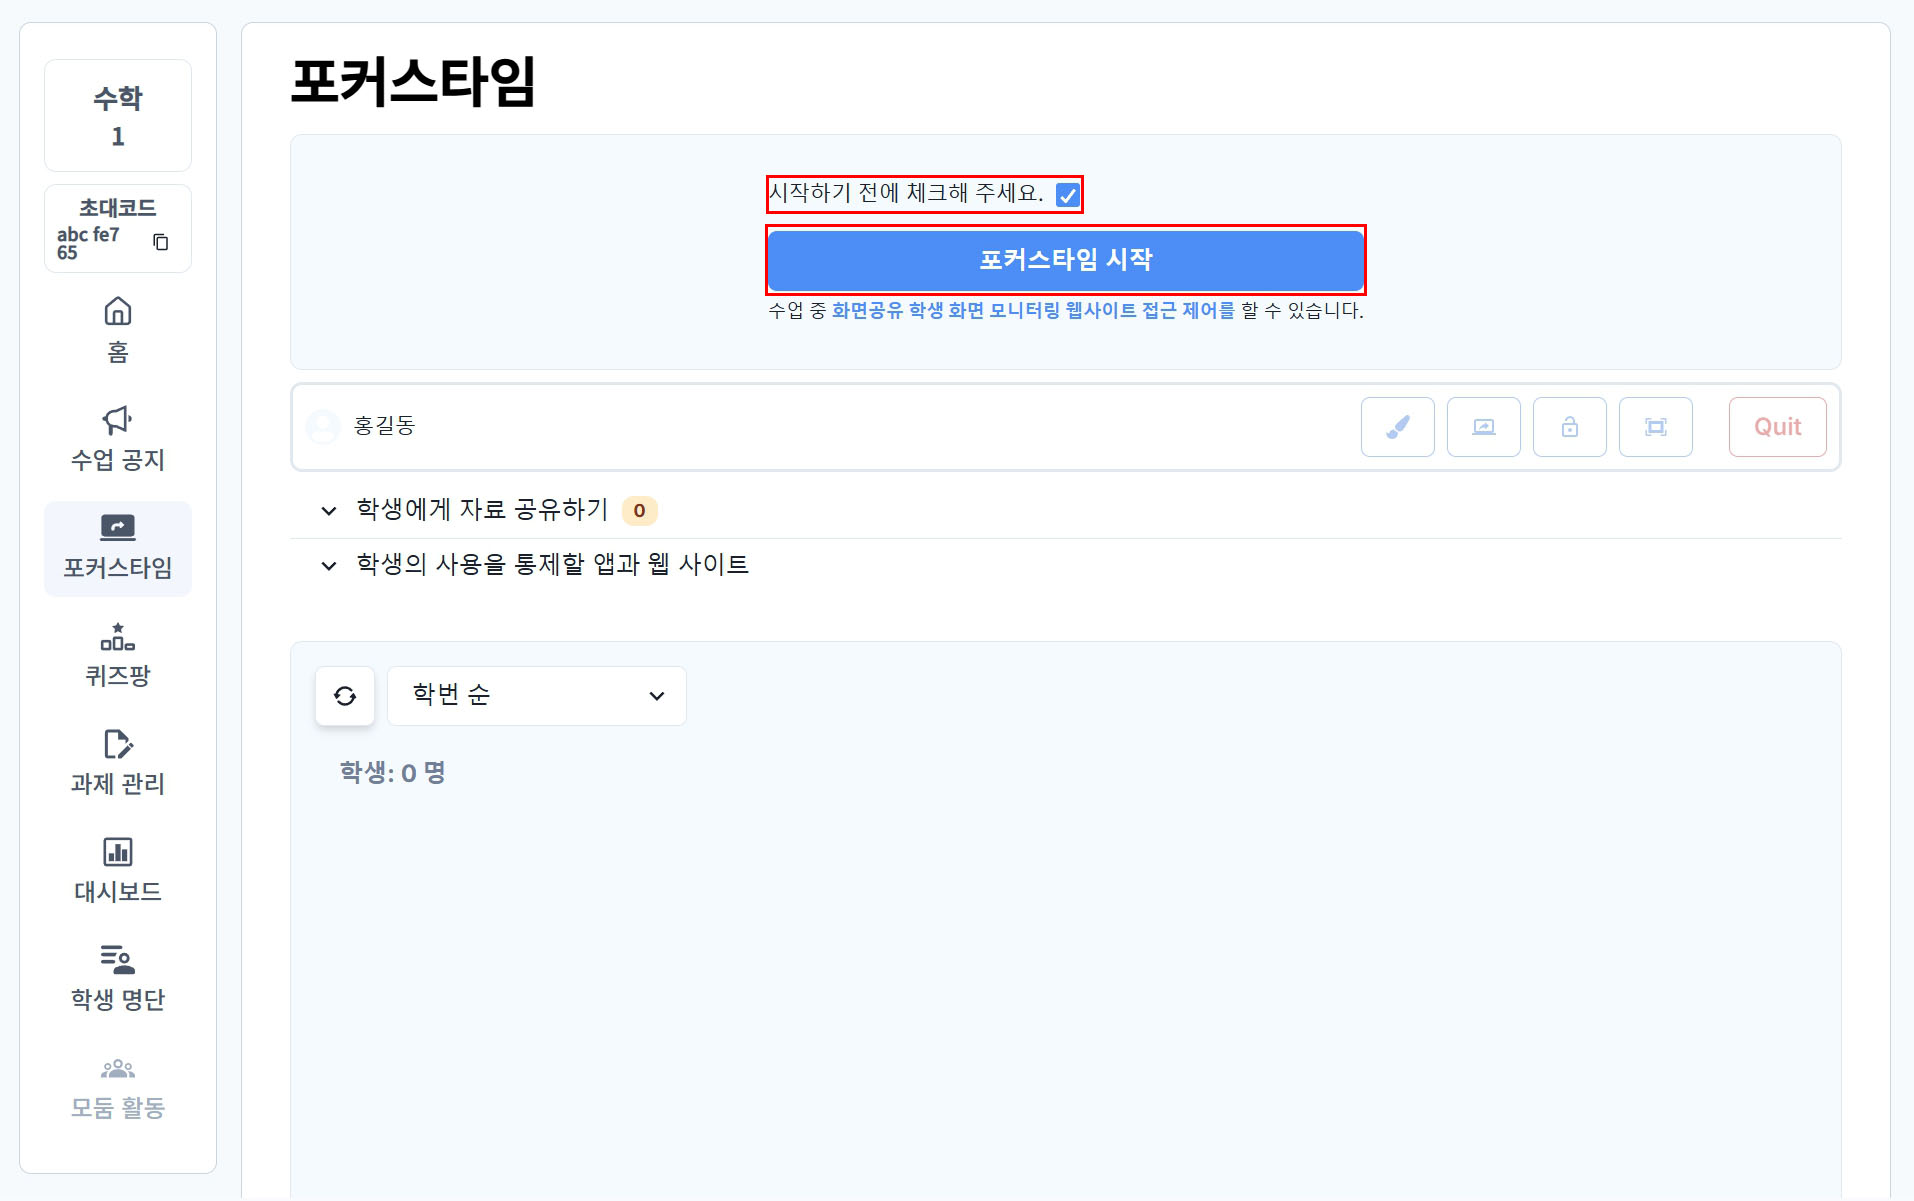 수학
1
초대코드
abc fe7
65
홈
수업 공지
포커스타임
퀴즈팡
과제 관리
대시보드
학생 명단
모둠 활동
포커스타임
시작하기 전에 체크해 주세요.
포커스타임 시작
수업 중 화면공유 학생 화면 모니터링 웹사이트 접근 제어를 할 수 있습니다.
홍길동
Quit
학생에게 자료 공유하기 0
학생의 사용을 통제할 앱과 웹 사이트
학번 순
학생: 0 명